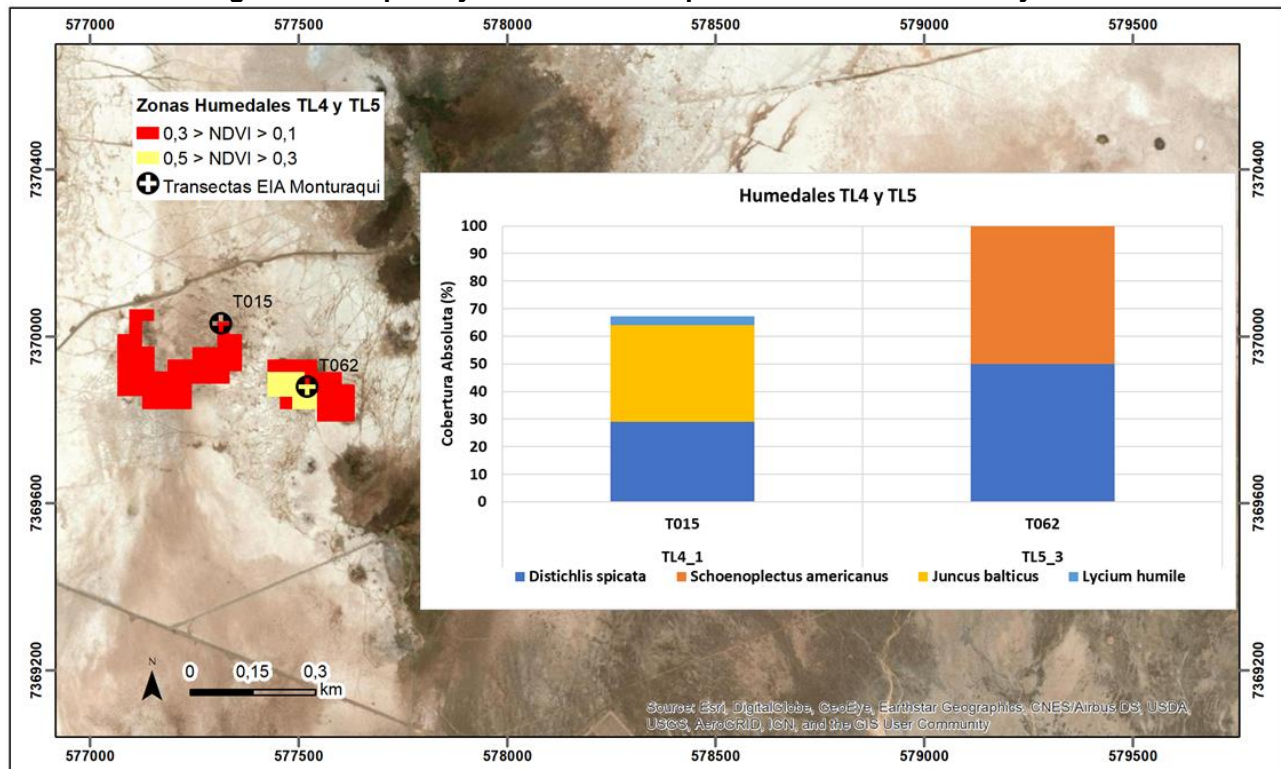 577000 577500 578000 578500 579000 579500
Zonas Humedales TL4 y TL5
0,3 > NDVI > 0,1
0,5 > NDVI > 0,3
Transectas EIA Monturaqui
7370400
7370000
7369600
7369200
T015
T062
Humedales TL4 y TL5
Cobertura Absoluta (%)
100
90
80
70
60
50
40
30
20
10
0
T015 T062
TL4_1 TL5_3
Distichlis spicata Schoenoplectus americanus Juncus balticus Lycium humile
7370400
7370000
7369600
7369200
N
0 0,15 0,3
km
Source: Esri, DigitalGlobe, GeoEye, Earthstar Geographics, CNES/Airbus DS, USDA,
USGS, AeroGRID, IGN, and the GIS User Community
577000 577500 578000 578500 579000 579500